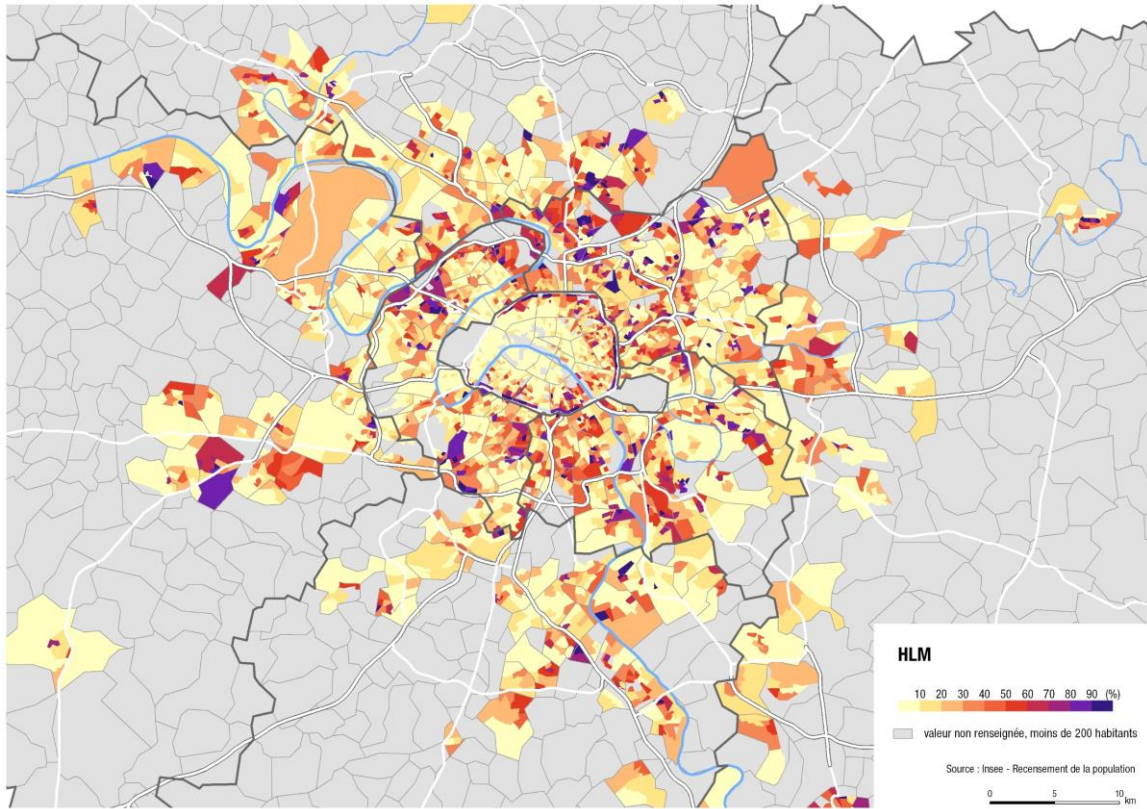 HLM
10 20 30 40 50 60 70 80 90 (%)
valeur non renseignée, moins de 200 habitants
Source : Insee - Recensement de la population
0 5 10
km